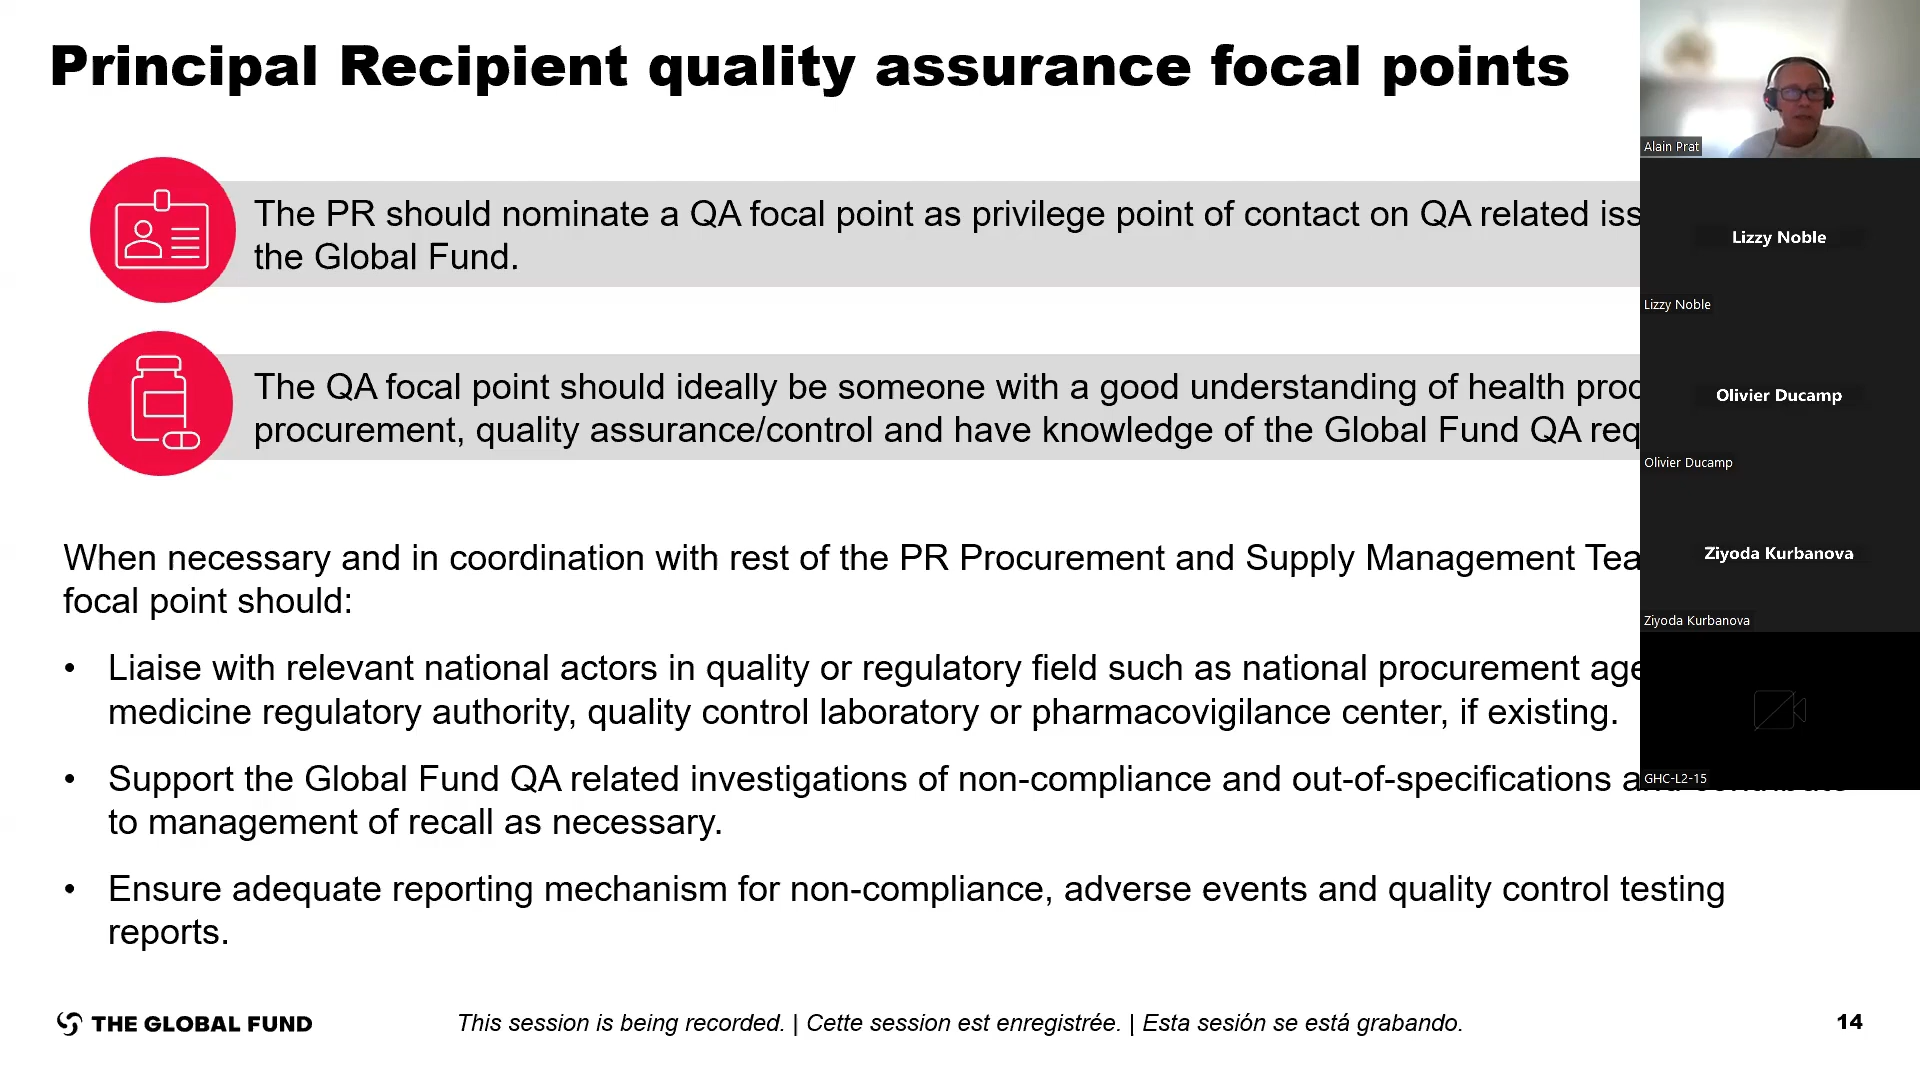 Principal Recipient quality assurance focal points
The PR should nominate a QA focal point as privilege point of contact on QA related
the Global Fund.
The QA focal point should ideally be someone with a good understanding of health
procurement, quality assurance/control and have knowledge of the Global Fund QA
When necessary and in coordination with rest of the PR Procurement and Supply Management
focal point should:
• Liaise with relevant national actors in quality or regulatory field such as national procurement
medicine regulatory authority, quality control laboratory or pharmacovigilance center, if existing.
• Support the Global Fund QA related investigations of non-compliance and out-of-specifications
to management of recall as necessary.
• Ensure adequate reporting mechanism for non-compliance, adverse events and quality control testing
reports.
THE GLOBAL FUND
This session is being recorded. | Cette session est enregistrée. | Esta sesión se está grabando.
14
Alain Prat
Lizzy Noble
Lizzy Noble
Olivier Ducamp
Olivier Ducamp
Ziyoda Kurbanova
Ziyoda Kurbanova
GHC-L2-15